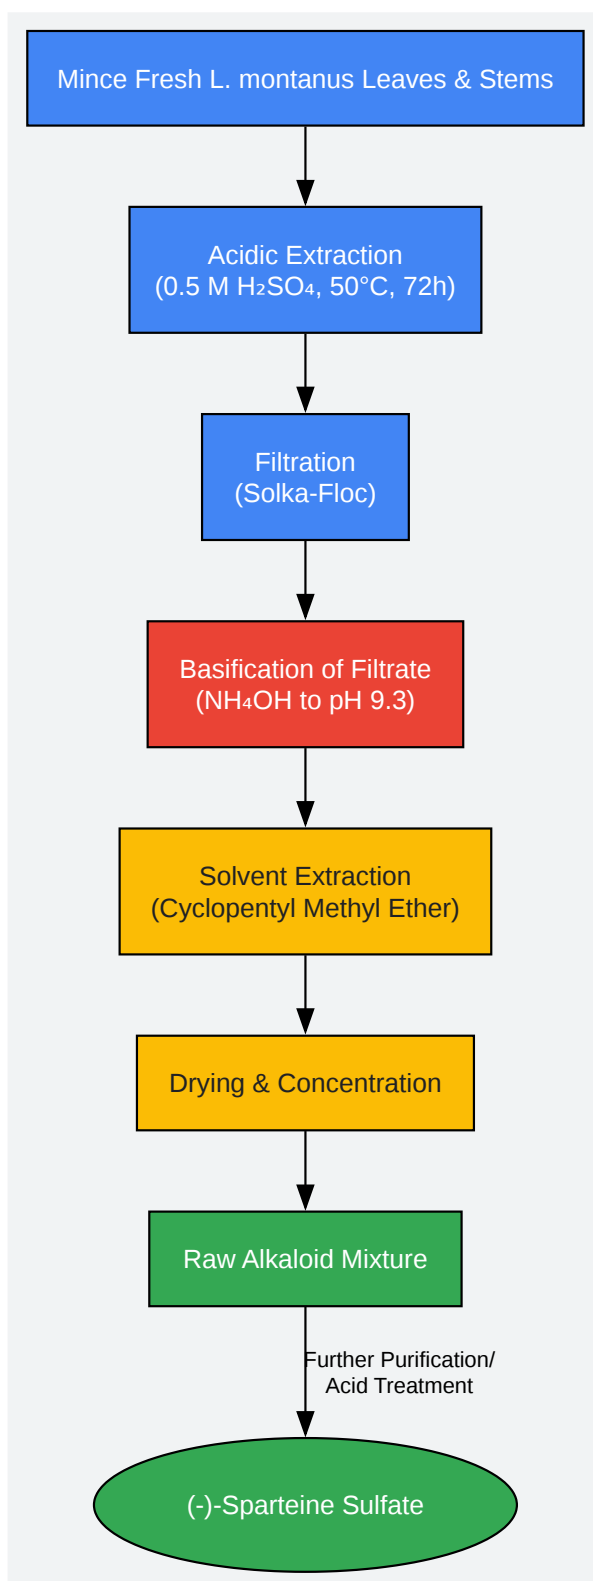 Mince Fresh L. montanus Leaves & Stems
Acidic Extraction
(0.5 M H₂SO₄, 50°C, 72h)
Filtration
(Solka-Floc)
Basification of Filtrate
(NH₄OH to pH 9.3)
Solvent Extraction
(Cyclopentyl Methyl Ether)
Drying & Concentration
Raw Alkaloid Mixture
Further Purification/
Acid Treatment
(-)-Sparteine Sulfate